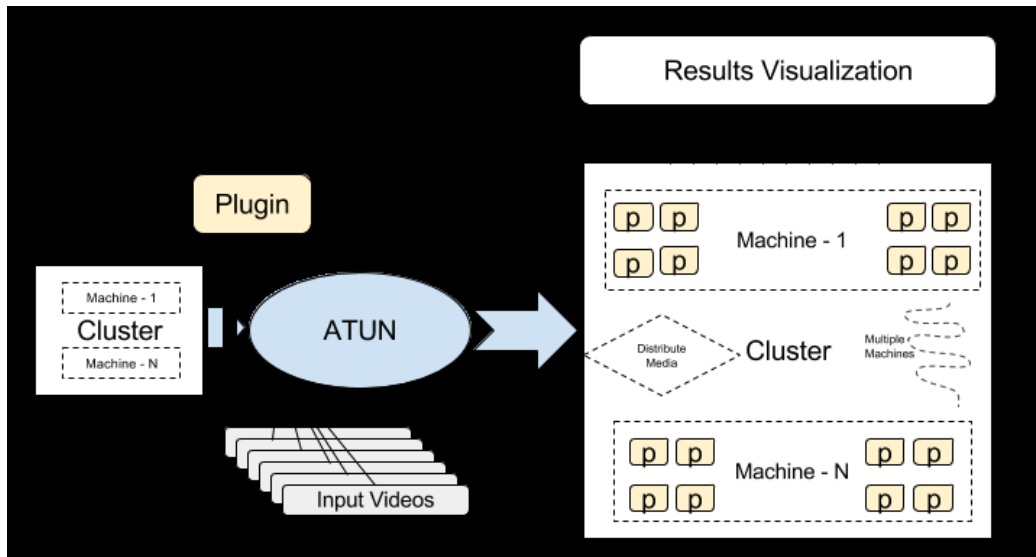 Results Visualization
Plugin
Machine - 1
Cluster
Machine - N
ATUN
Input Videos
p p
p p
Machine - 1
p p
p p
Distribute
Media
Cluster
Multiple
Machines
p p
p p
Machine - N
p p
p p